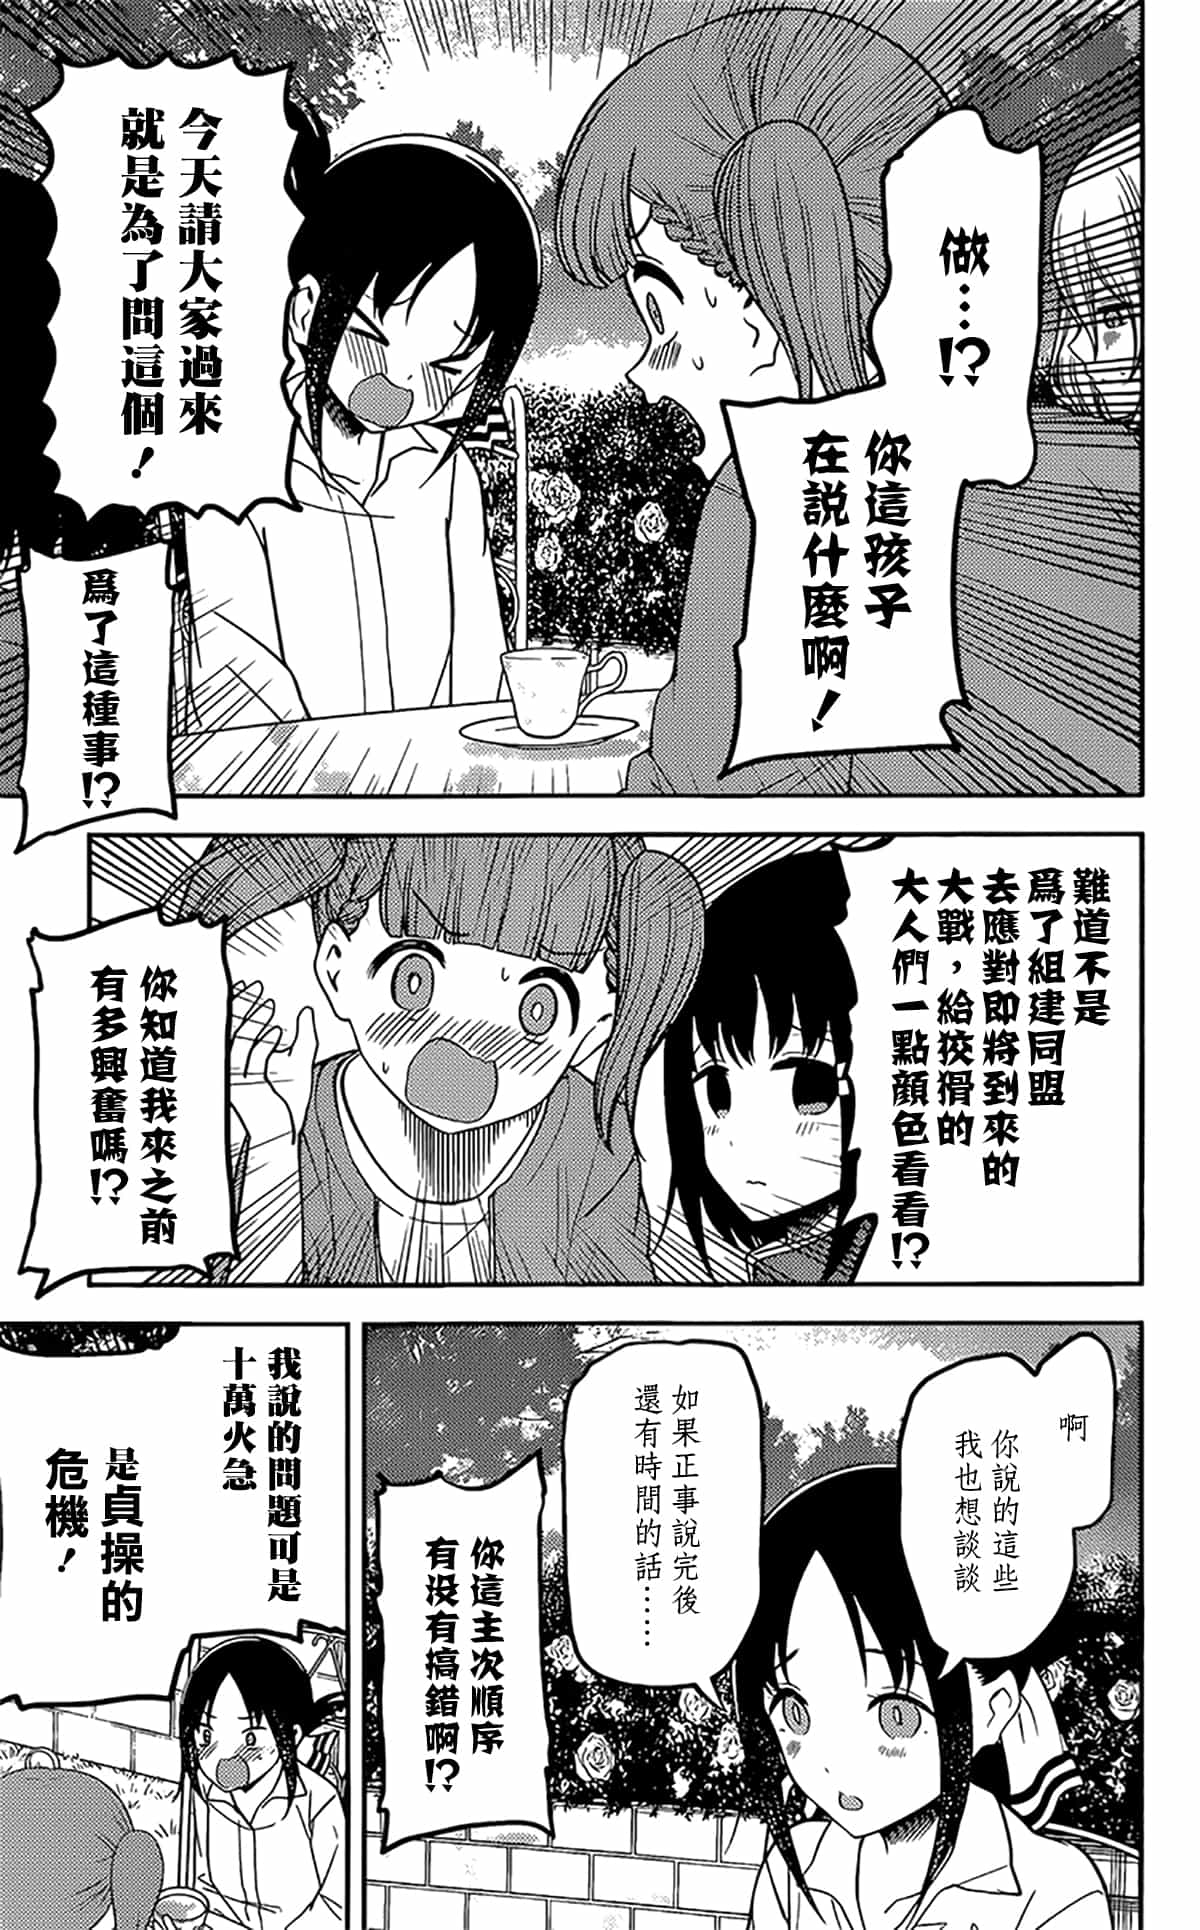 做…!?
你這孩子
在說什麼啊！
今天請大家過來
就是為了問這個！
爲了這種事!?
難道不是
爲了組建同盟
去應對即將到來的
大戰，給狡猾的
大人們一點顔色看看!?
你知道我來之前
有多興奮嗎!?
啊
你說的這些
我也想談談
如果正事說完後
還有時間的話……
你這主次順序
有没有搞錯啊!?
我說的問題可是
十萬火急
是貞操的
危機！